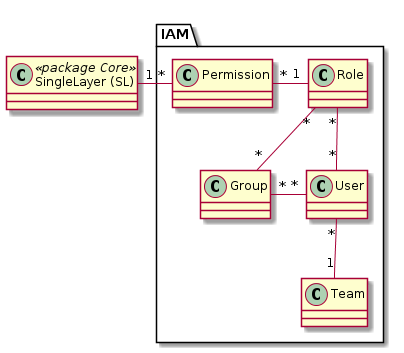 IAM
C «package Core»
SingleLayer (SL)
1 *
C Permission
* 1
C Role
* *
* *
C Group
* *
C User
*
1
C Team